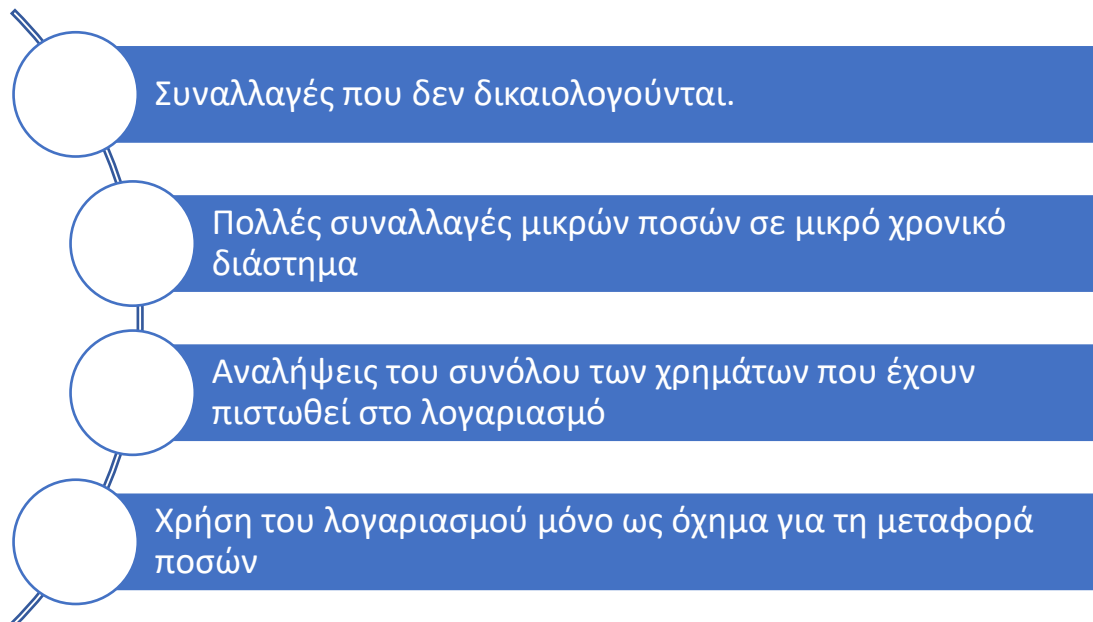 Συναλλαγές που δεν δικαιολογούνται.
Πολλές συναλλαγές μικρών ποσών σε μικρό χρονικό
διάστημα
Αναλήψεις του συνόλου των χρημάτων που έχουν
πιστωθεί στο λογαριασμό
Χρήση του λογαριασμού μόνο ως όχημα για τη μεταφορά
ποσών